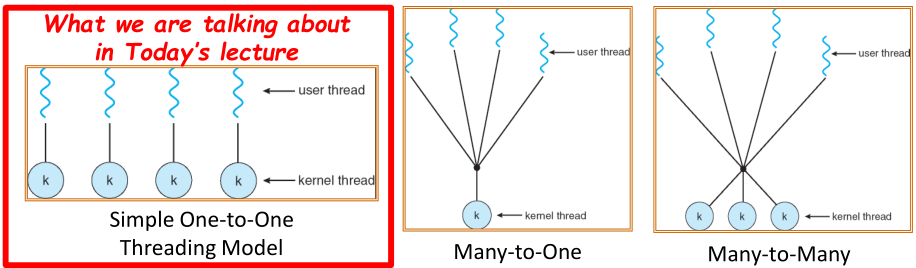 What we are talking about
in Today's lecture
user thread
k
k
k
k
kernel thread
Simple One-to-One
Threading Model
user thread
k
kernel thread
Many-to-One
user thread
k
k
k
kernel thread
Many-to-Many